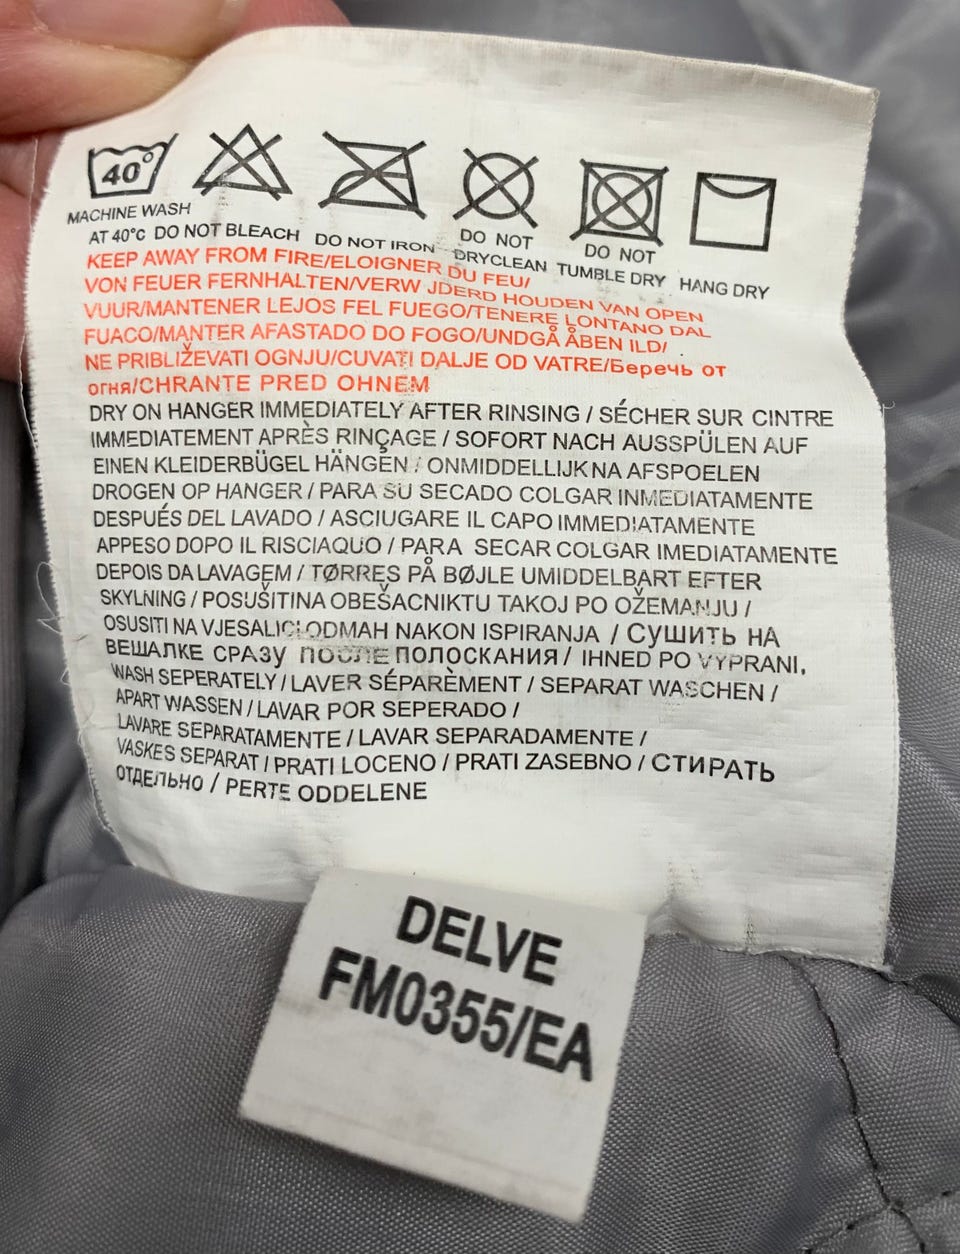 40°
MACHINE WASH
AT 40°c DO NOT BLEACH DO NOT IRON DO NOT DRYCLEAN DO NOT TUMBLE DRY HANG DRY
KEEP AWAY FROM FIRE/ELOIGNER DU FEU/
VON FEUER FERNHALTEN/VERW JDERD HOUDEN VAN OPEN
VUUR/MANTENER LEJOS FEL FUEGO/TENERE LONTANO DAL
FUACO/MANTER AFASTADO DO FOGO/UNDGÅ ÅBEN ILD/
NE PRIBLIŽEVATI OGNJU/CUVATI DALJE OD VATRE/Беречь от
огня/CHRANTE PRED OHNEM
DRY ON HANGER IMMEDIATELY AFTER RINSING / SÉCHER SUR CINTRE
IMMEDIATEMENT APRÈS RINÇAGE / SOFORT NACH AUSSPÜLEN AUF
EINEN KLEIDERBÜGEL HÄNGEN / ONMIDDELLIJK NA AFSPOELEN
DROGEN OP HANGER / PARA SU SECADO COLGAR INMEDIATAMENTE
DESPUÉS DEL LAVADO / ASCIUGARE IL CAPO IMMEDIATAMENTE
APPESO DOPO IL RISCIAQUO / PARA SECAR COLGAR IMEDIATAMENTE
DEPOIS DA LAVAGEM / TØRRES PÅ BØJLE UMIDDELBART EFTER
SKYLNING / POSUŠITINA OBEŠACNIKTU TAKOJ PO OŽEMANJU /
OSUSITI NA VJESALICI ODMAH NAKON ISPIRANJA / СУШИТЬ НА
ВЕШАЛКЕ СРАЗУ ПОСЛЕ ПОЛОСКАНИЯ / IHNED PO VYPRANI,
WASH SEPERATELY / LAVER SÉPARÈMENT / SEPARAT WASCHEN /
APART WASSEN / LAVAR POR SEPERADO /
LAVARE SEPARATAMENTE / LAVAR SEPARADAMENTE /
VASKES SEPARAT / PRATI LOCENO / PRATI ZASEBNO / СТИРАТЬ
ОТДЕЛЬНО / PERTE ODDELENE
DELVE
FM0355/EA